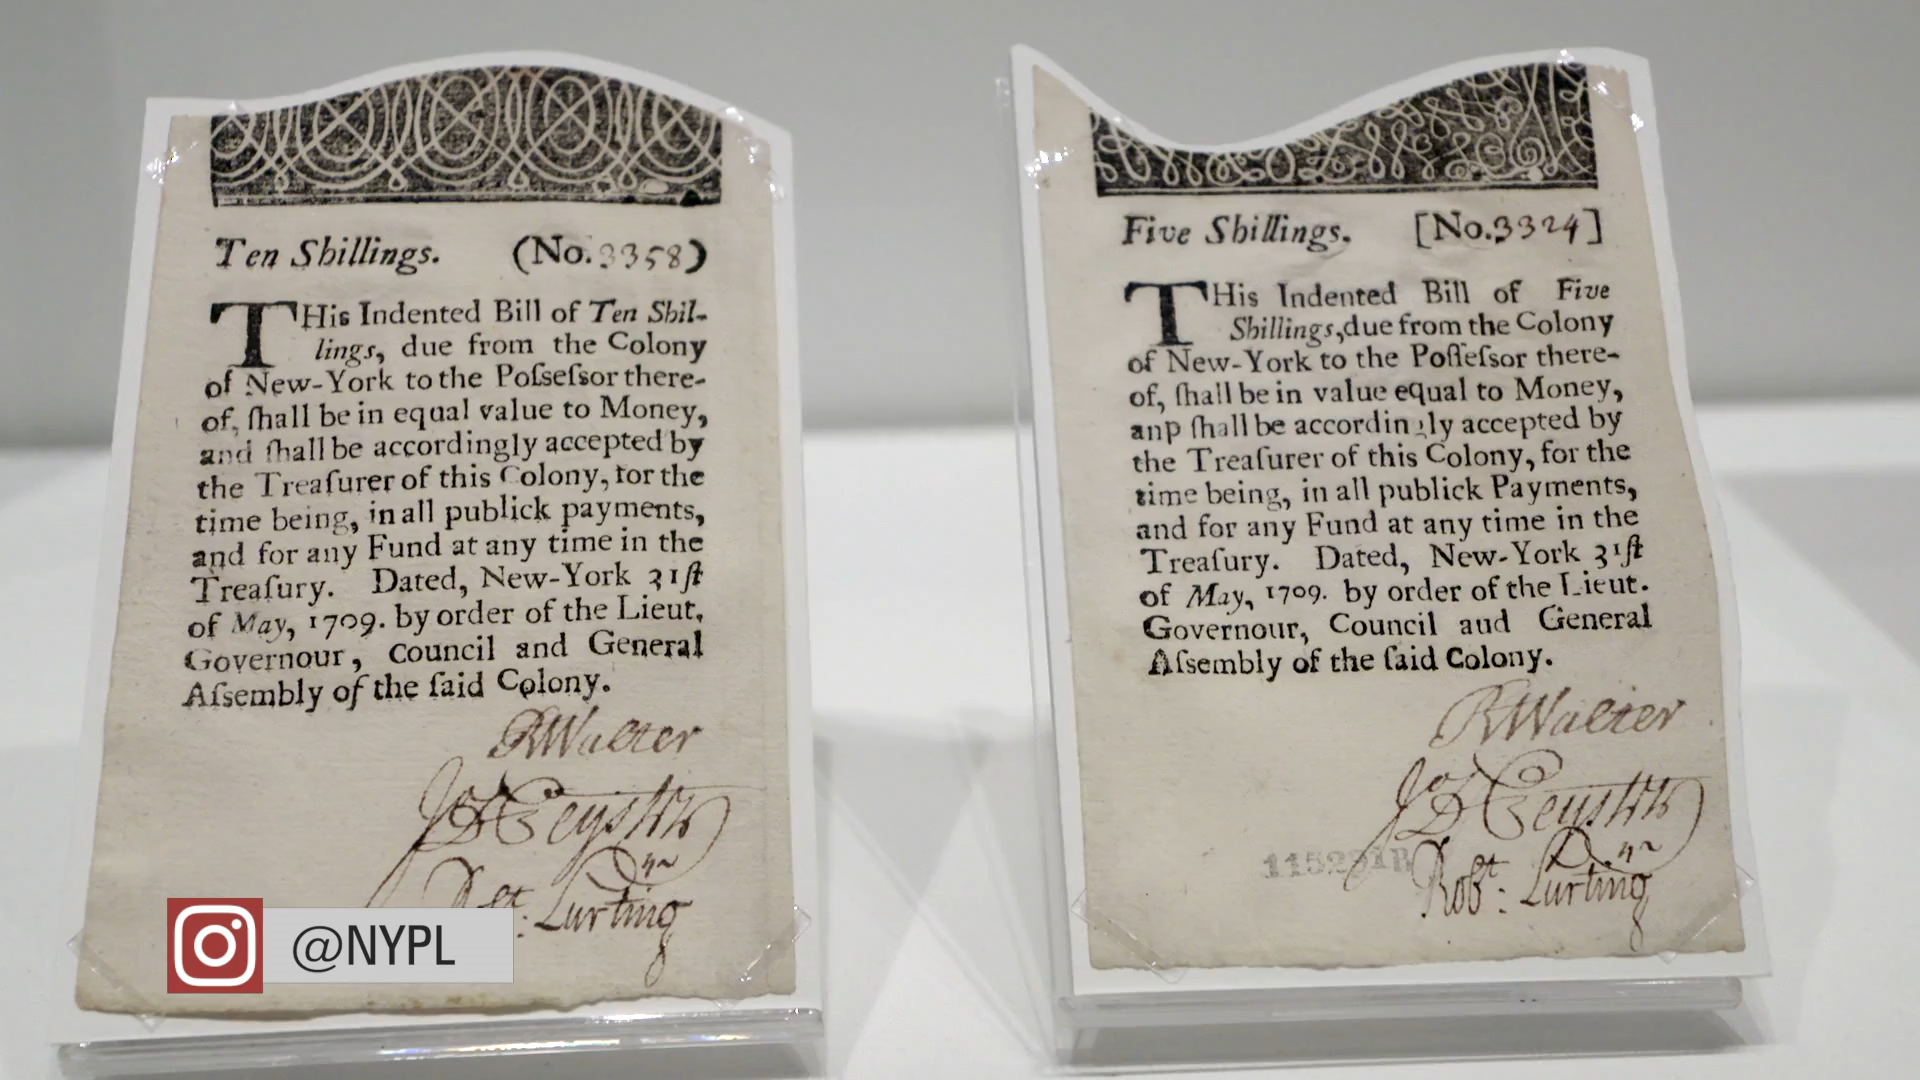 Ten Shillings. (No. 3358)
THis Indented Bill of Ten Shil-
lings, due from the Colony
of New-York to the Poſseſsor there-
of, ſhall be in equal value to Money,
and ſhall be accordingly accepted by
the Treaſurer of this Colony, for the
time being, in all publick payments,
and for any Fund at any time in the
Treaſury. Dated, New-York 31ſt
of May, 1709. by order of the Lieut.
Governour, Council and General
Aſsembly of the ſaid Colony.
RWalter
Lurting
@NYPL
Five Shillings. [No. 3324]
THis Indented Bill of Five
Shillings, due from the Colony
of New-York to the Poſſeſsor there-
of, ſhall be in value equal to Money,
anp ſhall be accordingly accepted by
the Treaſurer of this Colony, for the
time being, in all publick Payments,
and for any Fund at any time in the
Treaſury. Dated, New-York 31ſt
of May, 1709. by order of the Lieut.
Governour, Council aud General
Aſsembly of the ſaid Colony.
RWalter
Robt: Lurting